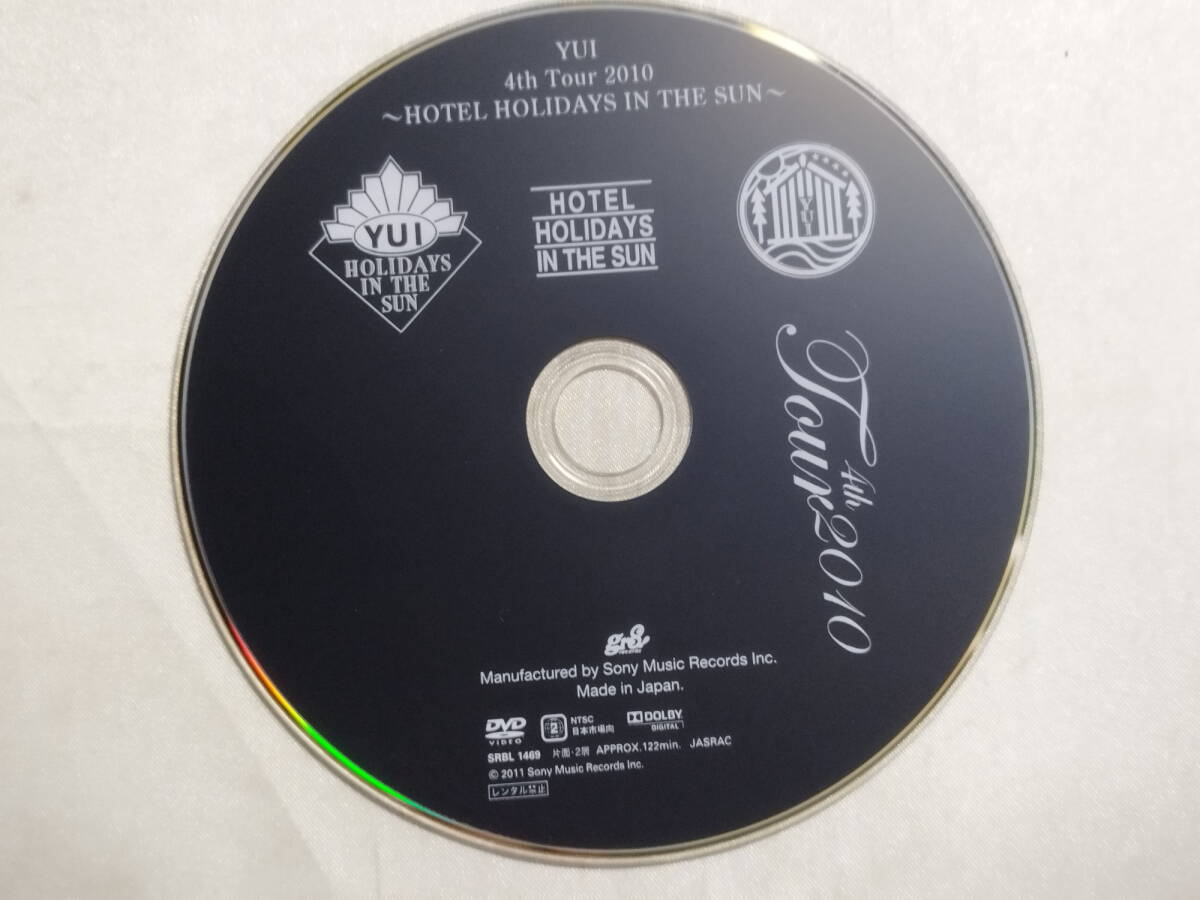 YUI
4th Tour 2010
~HOTEL HOLIDAYS IN THE SUN~
YUI
HOLIDAYS
IN THE
SUN
HOTEL
HOLIDAYS
IN THE SUN
YUI
4th
Tour2010
gr8!
records
Manufactured by Sony Music Records Inc.
Made in Japan.
DVD
VIDEO
2
NTSC
日本市場向
DOLBY
DIGITAL
SRBL 1469 片面・2層 APPROX.122min. JASRAC
© 2011 Sony Music Records Inc.
レンタル禁止